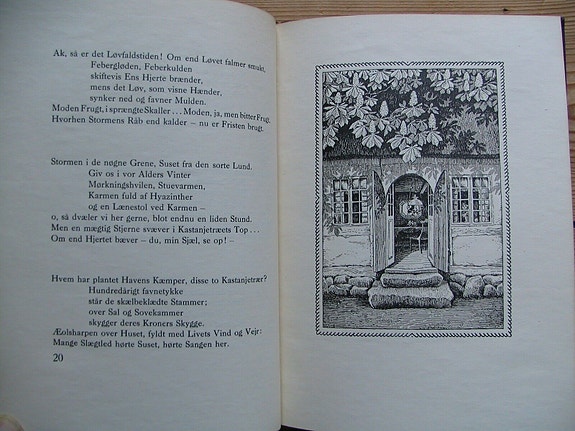 Ak, så er det Løvfaldstiden! Om end Løvet falmer smukt,
Febergløden, Feberkulden
skiftevis Ens Hjerte brænder,
mens det Løv, som visne Hænder,
synker ned og favner Mulden.
Moden Frugt, i sprængte Skaller... Moden, ja, men bitter Frugt.
Hvorhen Stormens Råb end kalder – nu er Fristen brugt.
Stormen i de nøgne Grene, Suset fra den sorte Lund.
Giv os i vor Alders Vinter
Mørkningshvilen, Stuevarmen,
Karmen fuld af Hyazinther
og en Lænestol ved Karmen –
o, så dvæler vi her gerne, blot endnu en liden Stund.
Men en mægtig Stjerne svæver i Kastanjetræets Top...
Om end Hjertet bæver – du, min Sjæl, se op! –
Hvem har plantet Havens Kæmper, disse to Kastanjetræer?
Hundredårigt favnetykke
står de skælbeklædte Stammer;
over Sal og Sovekammer
skygger deres Kroners Skygge.
Æolsharpen over Huset, fyldt med Livets Vind og Vejr:
Mange Slægtled hørte Suset, hørte Sangen her.
20